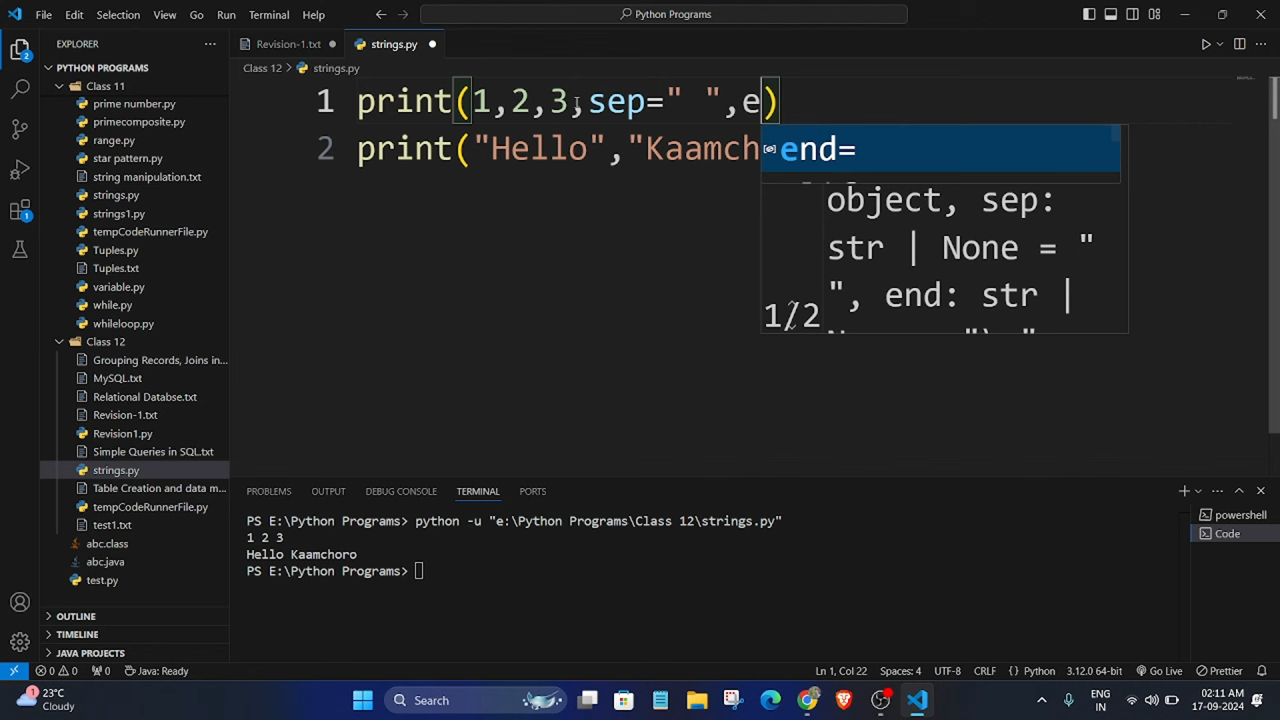 File Edit Selection View Go Run Terminal Help
Python Programs
EXPLORER
Revision-1.txt
strings.py
PYTHON PROGRAMS
Class 12 > strings.py
Class 11
prime number.py
primecomposite.py
range.py
star pattern.py
string manipulation.txt
strings.py
strings1.py
tempCodeRunnerFile.py
Tuples.py
Tuples.txt
variable.py
while.py
whileloop.py
Class 12
Grouping Records, Joins in...
MySQL.txt
Relational Databse.txt
Revision-1.txt
Revision1.py
Simple Queries in SQL.txt
strings.py
Table Creation and data m...
tempCodeRunnerFile.py
test1.txt
abc.class
abc.java
test.py
OUTLINE
TIMELINE
JAVA PROJECTS
2
1
1 print(1,2,3,sep=" ",e)
2 print("Hello","Kaamch
end=
object, sep:
str | None = "
", end: str |
1/2
PROBLEMS OUTPUT DEBUG CONSOLE TERMINAL PORTS
PS E:\Python Programs> python -u "e:\Python Programs\Class 12\strings.py"
1 2 3
Hello Kaamchoro
PS E:\Python Programs>
powershell
Code
0 0 0 Java: Ready
Ln 1, Col 22 Spaces: 4 UTF-8 CRLF Python 3.12.0 64-bit Go Live Prettier
1
23°C
Cloudy
Search
ENG
IN
02:11 AM
17-09-2024